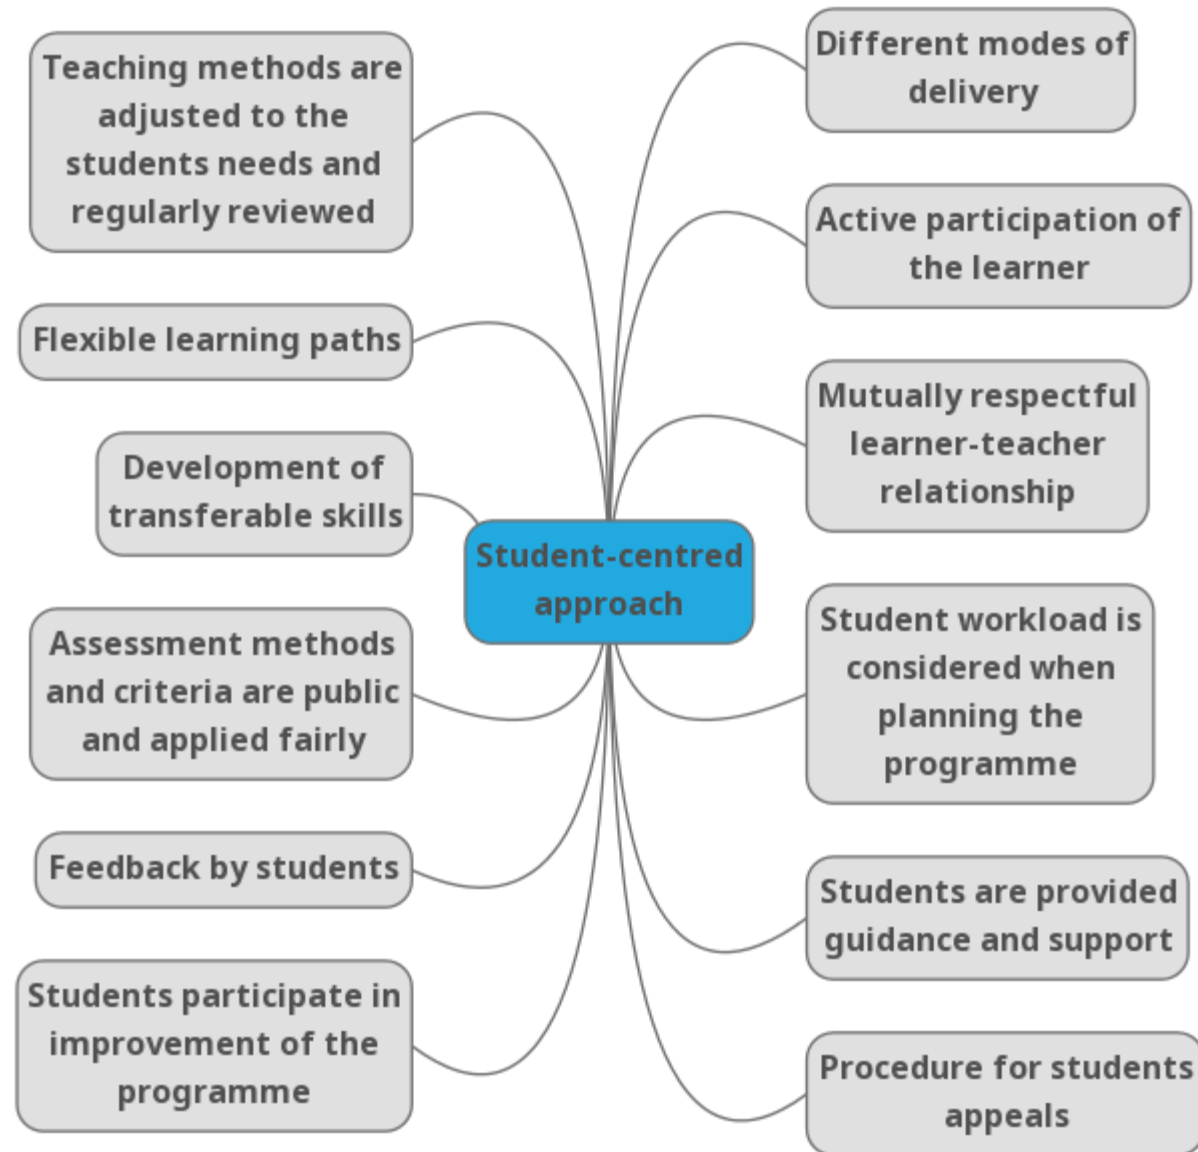 Teaching methods are
adjusted to the
students needs and
regularly reviewed
Flexible learning paths
Development of
transferable skills
Assessment methods
and criteria are public
and applied fairly
Feedback by students
Students participate in
improvement of the
programme
Student-centred
approach
Different modes of
delivery
Active participation of
the learner
Mutually respectful
learner-teacher
relationship
Student workload is
considered when
planning the
programme
Students are provided
guidance and support
Procedure for students
appeals